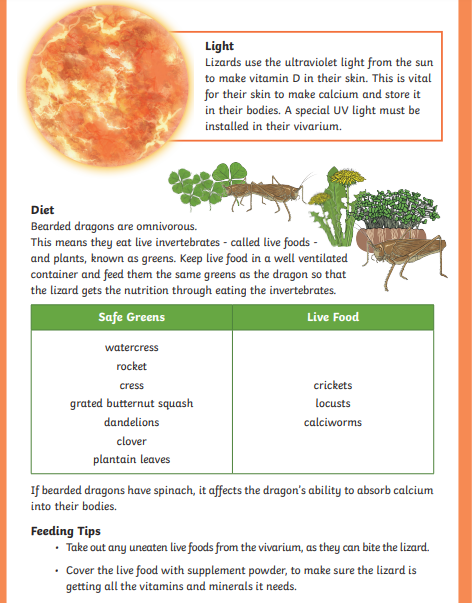 Light
Lizards use the ultraviolet light from the sun
to make vitamin D in their skin. This is vital
for their skin to make calcium and store it
in their bodies. A special UV light must be
installed in their vivarium.
Diet
Bearded dragons are omnivorous.
This means they eat live invertebrates - called live foods -
and plants, known as greens. Keep live food in a well ventilated
container and feed them the same greens as the dragon so that
the lizard gets the nutrition through eating the invertebrates.
Safe Greens
watercress
rocket
cress
grated butternut squash
dandelions
clover
plantain leaves
Live Food
crickets
locusts
calciworms
If bearded dragons have spinach, it affects the dragon's ability to absorb calcium
into their bodies.
Feeding Tips
• Take out any uneaten live foods from the vivarium, as they can bite the lizard.
• Cover the live food with supplement powder, to make sure the lizard is
getting all the vitamins and minerals it needs.